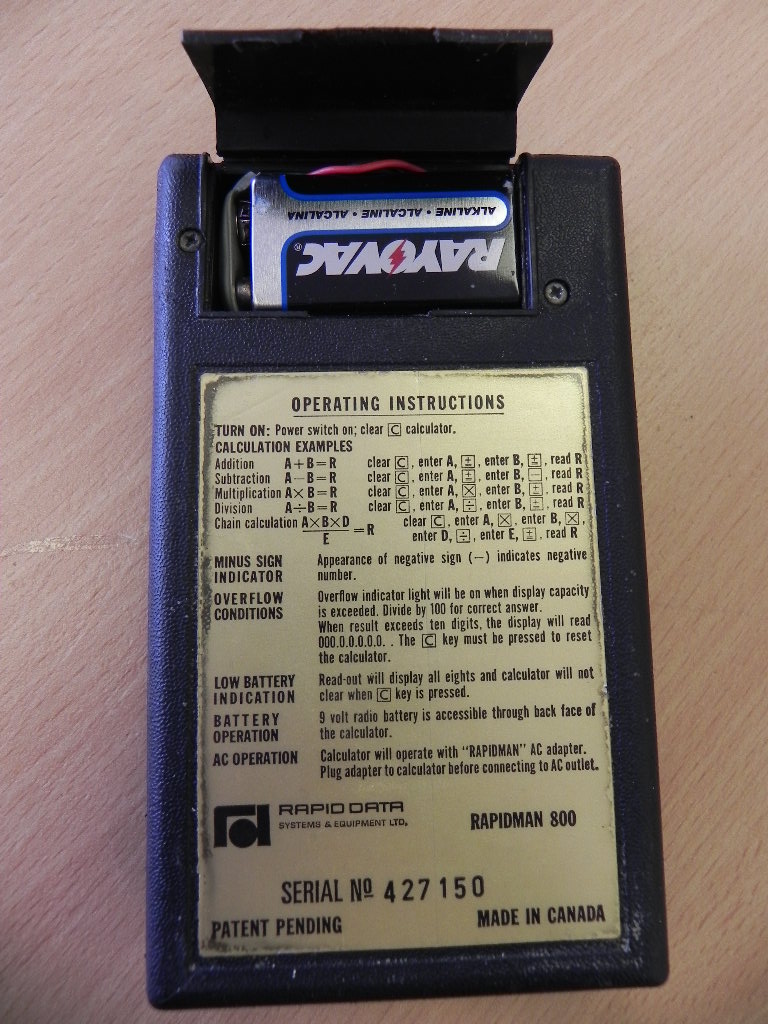 ALKALINE • ALCALINE • ALCALINA
RAYOVAC®
OPERATING INSTRUCTIONS
TURN ON: Power switch on; clear C calculator.
CALCULATION EXAMPLES
Addition A+B=R clear C, enter A, ±, enter B, ±, read R
Subtraction A−B=R clear C, enter A, ±, enter B, −, read R
Multiplication A×B=R clear C, enter A, ×, enter B, ±, read R
Division A÷B=R clear C, enter A, ÷, enter B, ±, read R
Chain calculation A×B×D/E =R clear C, enter A, ×, enter B, ×,
enter D, ÷, enter E, ±, read R
MINUS SIGN INDICATOR Appearance of negative sign (−) indicates negative
number.
OVERFLOW CONDITIONS Overflow indicator light will be on when display capacity
is exceeded. Divide by 100 for correct answer.
When result exceeds ten digits, the display will read
000.0.0.0.0.0. . The C key must be pressed to reset
the calculator.
LOW BATTERY INDICATION Read-out will display all eights and calculator will not
clear when C key is pressed.
BATTERY OPERATION 9 volt radio battery is accessible through back face of
the calculator.
AC OPERATION Calculator will operate with "RAPIDMAN" AC adapter.
Plug adapter to calculator before connecting to AC outlet.
RAPID DATA
SYSTEMS & EQUIPMENT LTD.
RAPIDMAN 800
SERIAL Nº 427150
PATENT PENDING MADE IN CANADA